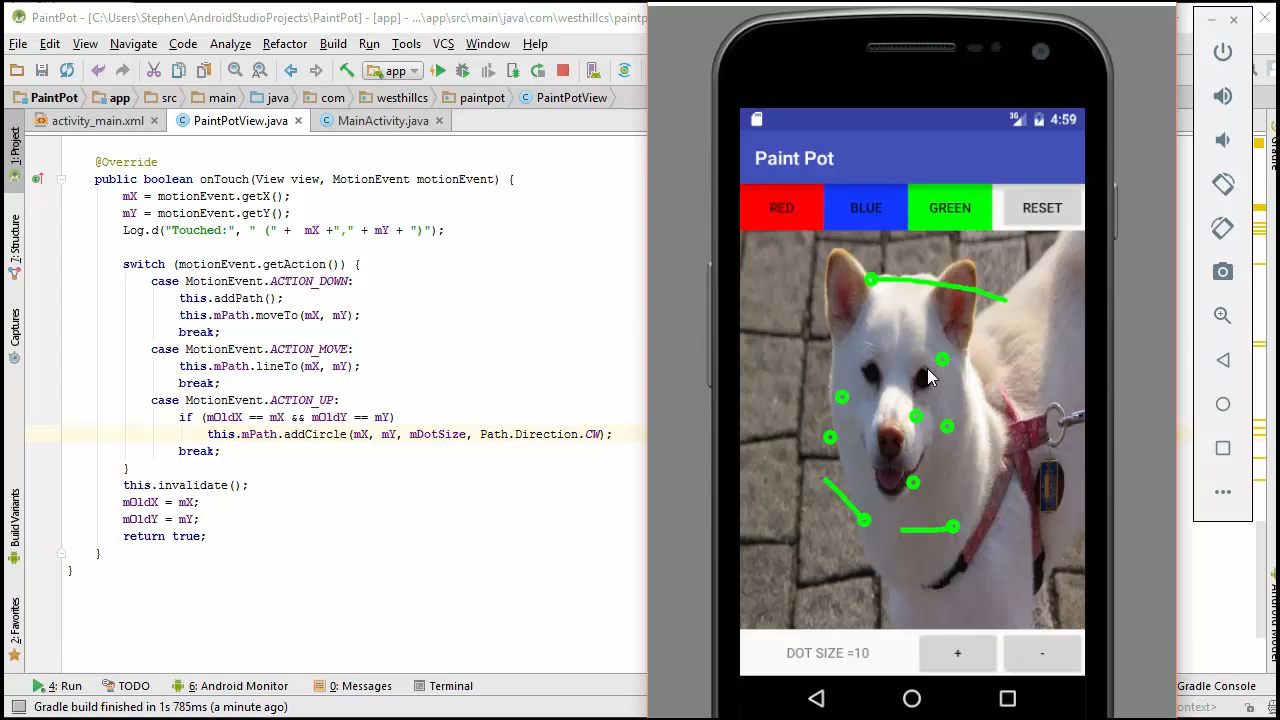 PaintPot - [C:\Users\Stephen\AndroidStudioProjects\PaintPot] - [app] - ...\app\src\main\java\com\westhillcs\paintp
File Edit View Navigate Code Analyze Refactor Build Run Tools VCS Window Help
app
PaintPot app src main java com westhillcs paintpot PaintPotView
activity_main.xml PaintPotView.java MainActivity.java
1: Project
7: Structure
Captures
Build Variants
2: Favorites
@Override
public boolean onTouch(View view, MotionEvent motionEvent) {
mX = motionEvent.getX();
mY = motionEvent.getY();
Log.d("Touched:", " (" + mX +"," + mY + ")");
switch (motionEvent.getAction()) {
case MotionEvent.ACTION_DOWN:
this.addPath();
this.mPath.moveTo(mX, mY);
break;
case MotionEvent.ACTION_MOVE:
this.mPath.lineTo(mX, mY);
break;
case MotionEvent.ACTION_UP:
if (mOldX == mX && mOldY == mY)
this.mPath.addCircle(mX, mY, mDotSize, Path.Direction.CW);
break;
}
this.invalidate();
mOldX = mX;
mOldY = mY;
return true;
}
}
3G 4:59
Paint Pot
RED BLUE GREEN RESET
DOT SIZE =10 + -
4: Run TODO 6: Android Monitor 0: Messages Terminal Gradle Console
Gradle build finished in 1s 785ms (a minute ago)
ontext>